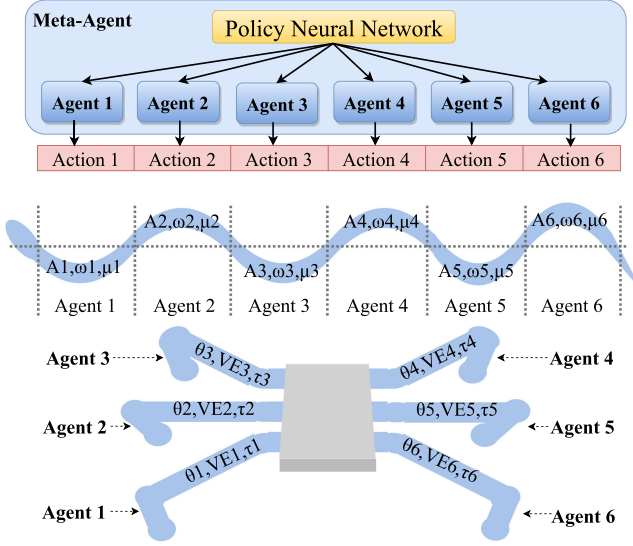 Meta-Agent
Policy Neural Network
Agent 1 Agent 2 Agent 3 Agent 4 Agent 5 Agent 6
Action 1 Action 2 Action 3 Action 4 Action 5 Action 6
A2,ω2,μ2 A4,ω4,μ4 A6,ω6,μ6
A1,ω1,μ1 A3,ω3,μ3 A5,ω5,μ5
Agent 1 Agent 2 Agent 3 Agent 4 Agent 5 Agent 6
Agent 3 θ3,VE3,τ3 θ4,VE4,τ4 Agent 4
Agent 2 θ2,VE2,τ2 θ5,VE5,τ5 Agent 5
Agent 1 θ1,VE1,τ1 θ6,VE6,τ6 Agent 6